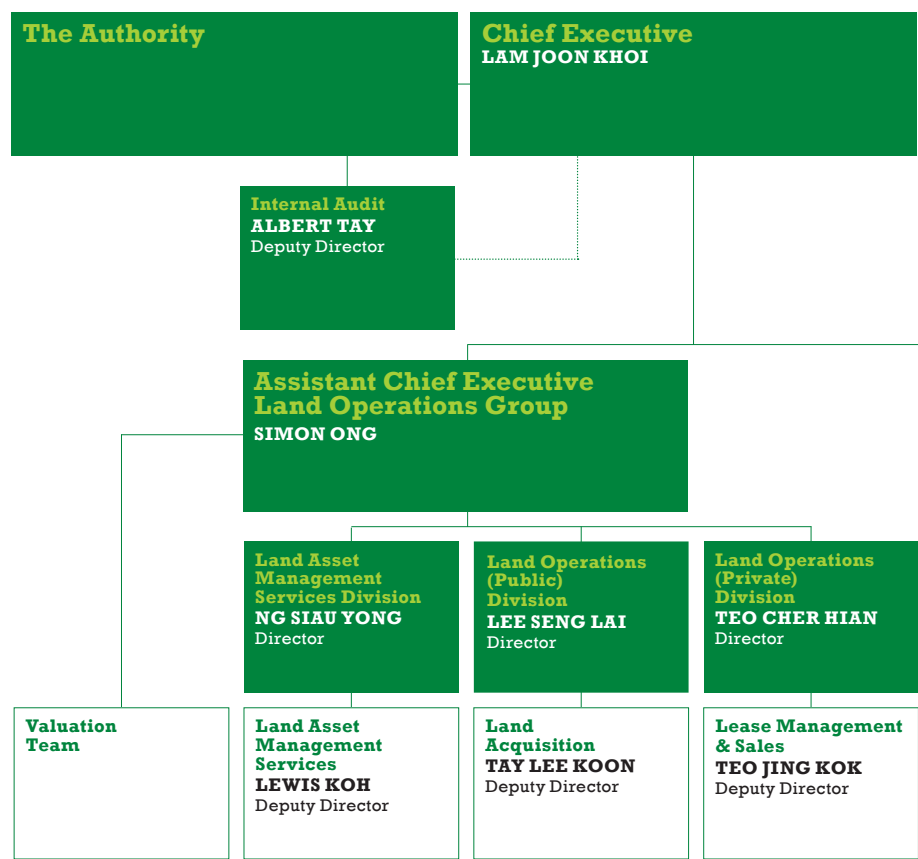 The Authority
Chief Executive
LAM JOON KHOI
Internal Audit
ALBERT TAY
Deputy Director
Assistant Chief Executive
Land Operations Group
SIMON ONG
Land Asset
Management
Services Division
NG SIAU YONG
Director
Land Operations
(Public)
Division
LEE SENG LAI
Director
Land Operations
(Private)
Division
TEO CHER HIAN
Director
Valuation
Team
Land Asset
Management
Services
LEWIS KOH
Deputy Director
Land
Acquisition
TAY LEE KOON
Deputy Director
Lease Management
& Sales
TEO JING KOK
Deputy Director